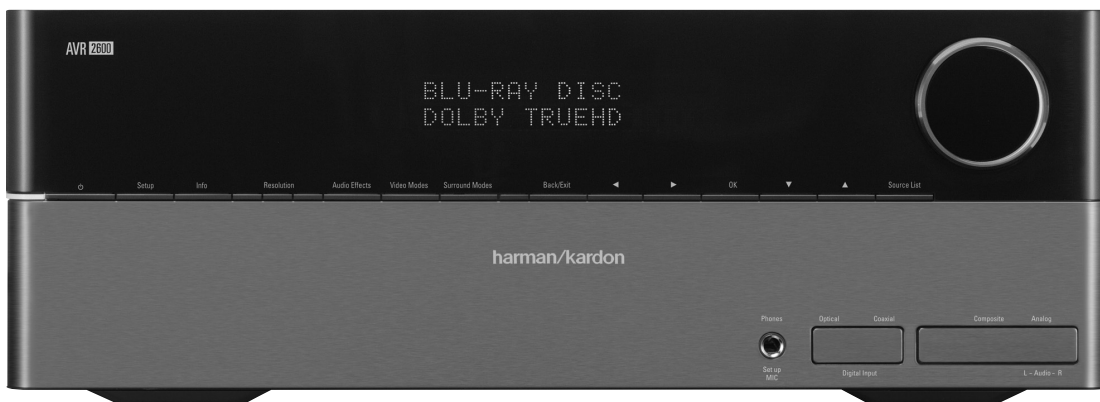 AVR 2600
BLU-RAY DISC
DOLBY TRUEHD
Setup Info Resolution Audio Effects Video Modes Surround Modes Back/Exit ◀ ▶ OK ▼ ▲ Source List
harman/kardon
Phones Optical Coaxial Composite Analog
Set up
MIC
Digital Input
L – Audio – R